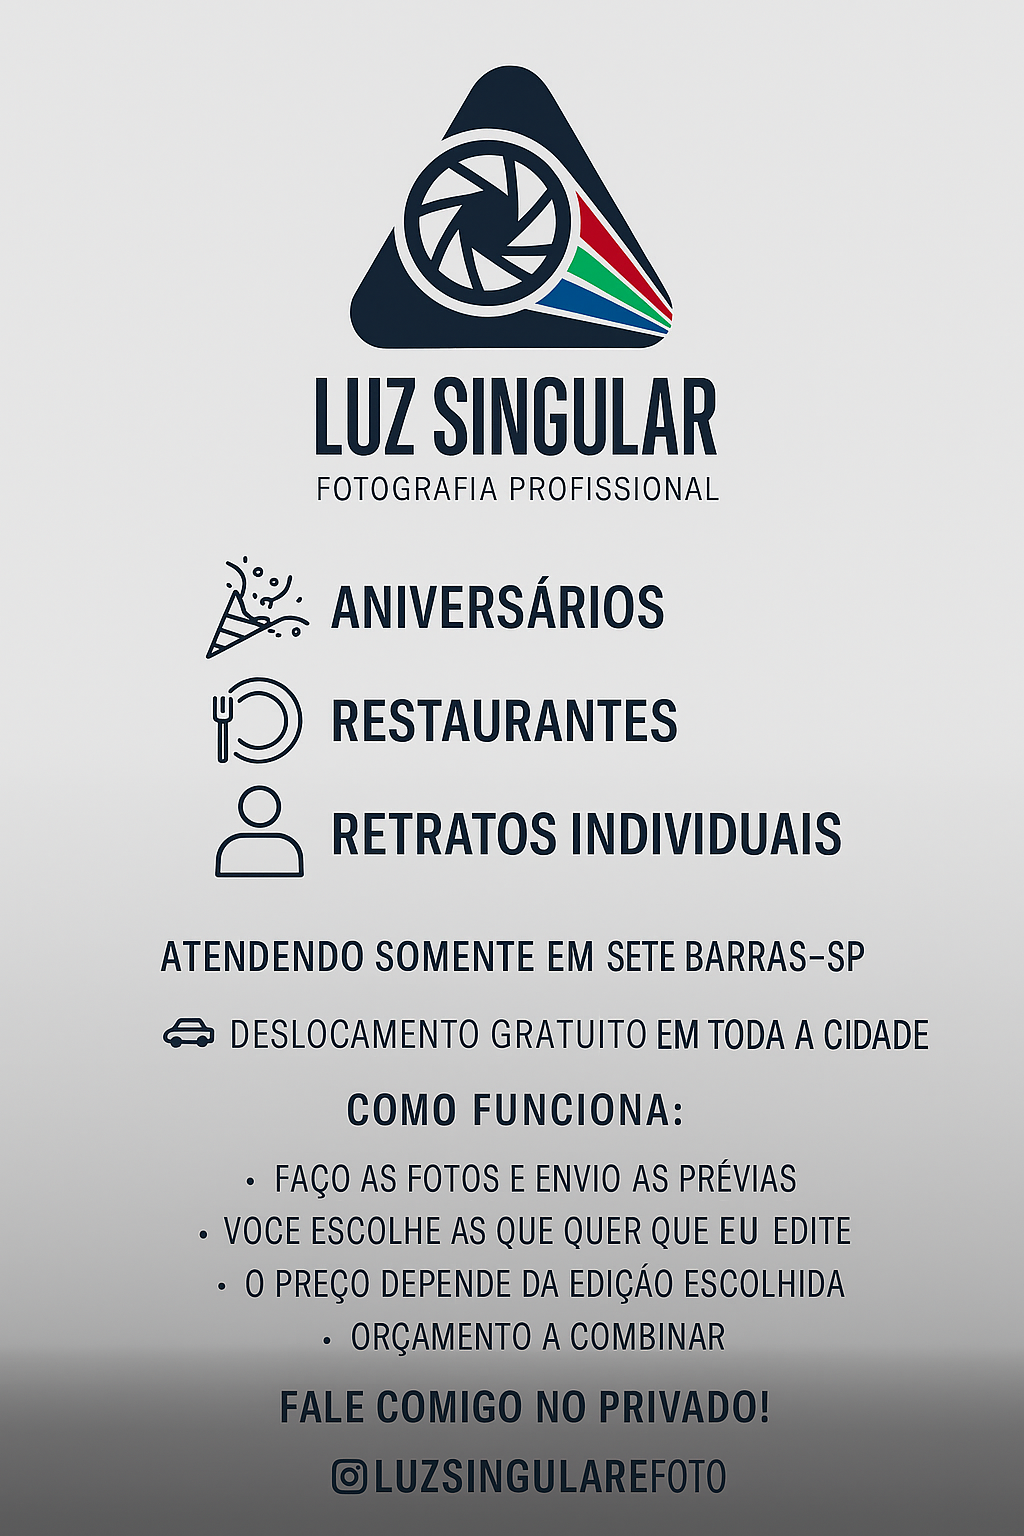 LUZ SINGULAR
FOTOGRAFIA PROFISSIONAL
ANIVERSÁRIOS
RESTAURANTES
RETRATOS INDIVIDUAIS
ATENDENDO SOMENTE EM SETE BARRAS–SP
DESLOCAMENTO GRATUITO EM TODA A CIDADE
COMO FUNCIONA:
• FAÇO AS FOTOS E ENVIO AS PRÉVIAS
• VOCE ESCOLHE AS QUE QUER QUE EU EDITE
• O PREÇO DEPENDE DA EDIÇÁO ESCOLHIDA
• ORÇAMENTO A COMBINAR
FALE COMIGO NO PRIVADO!
LUZSINGULAREFOTO